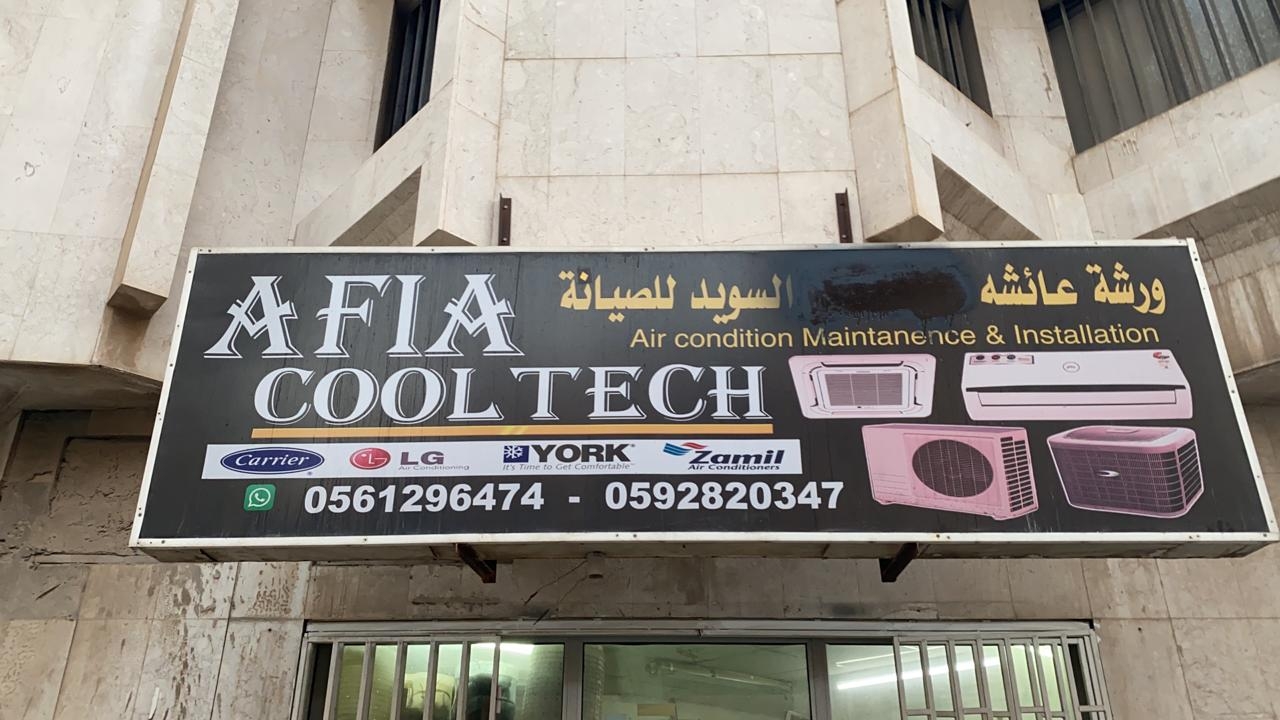 AFIA
COOL TECH
ورشة عائشه السويد للصيانة
Air condition Maintanence & Installation
Carrier
LG
Air Conditioning
YORK
It's Time to Get Comfortable
Zamil
Air Conditioners
0561296474 - 0592820347